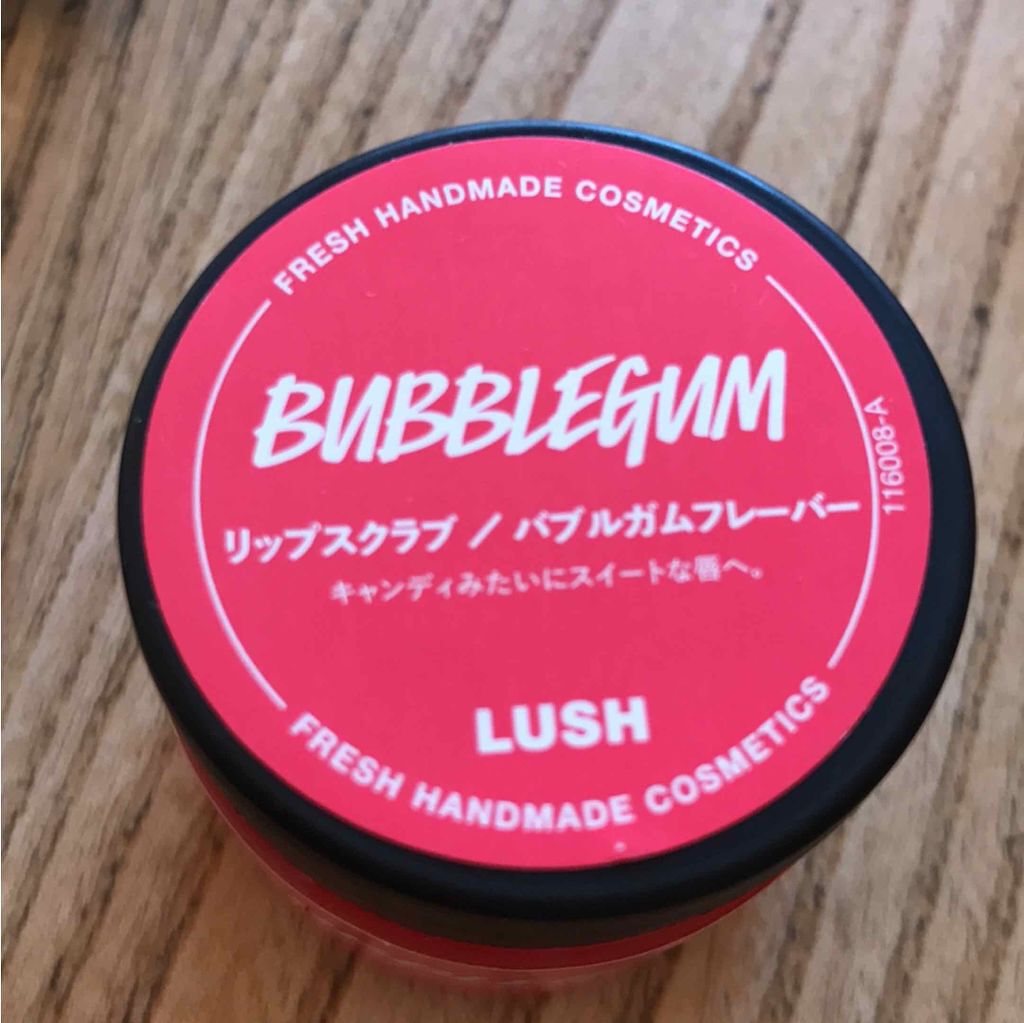 FRESH HANDMADE COSMETICS
BUBBLEGUM
116008-A
リップスクラブ / バブルガムフレーバー
キャンディみたいにスイートな唇へ。
LUSH
FRESH HANDMADE COSMETICS